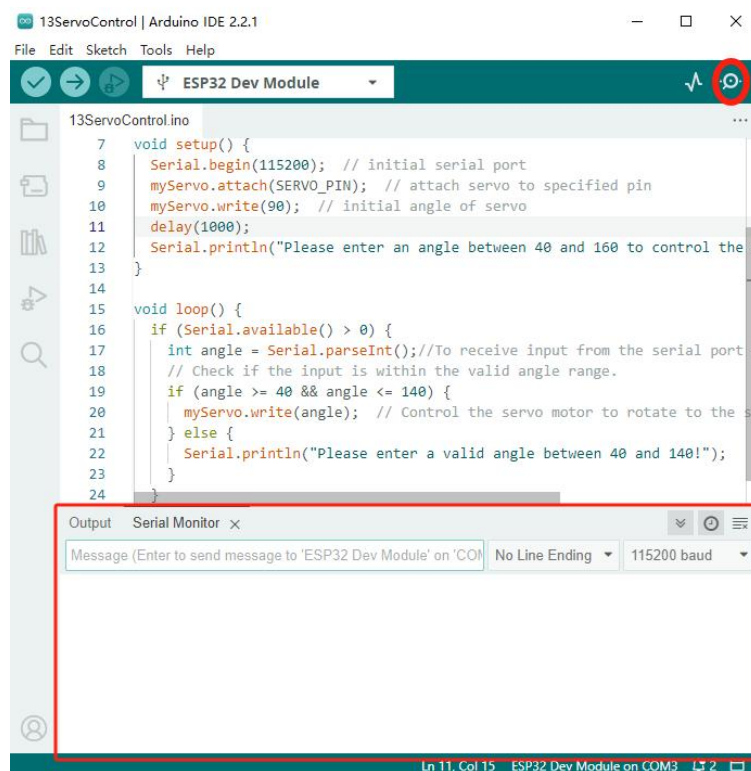 13ServoControl | Arduino IDE 2.2.1
File Edit Sketch Tools Help
ESP32 Dev Module
13ServoControl.ino
7 void setup() {
8 Serial.begin(115200); // initial serial port
9 myServo.attach(SERVO_PIN); // attach servo to specified pin
10 myServo.write(90); // initial angle of servo
11 delay(1000);
12 Serial.println("Please enter an angle between 40 and 160 to control the
13 }
14
15 void loop() {
16 if (Serial.available() > 0) {
17 int angle = Serial.parseInt();//To receive input from the serial port
18 // Check if the input is within the valid angle range.
19 if (angle >= 40 && angle <= 140) {
20 myServo.write(angle); // Control the servo motor to rotate to the s
21 } else {
22 Serial.println("Please enter a valid angle between 40 and 140!");
23 }
24 }
Output Serial Monitor
Message (Enter to send message to 'ESP32 Dev Module' on 'COM No Line Ending 115200 baud
Ln 11, Col 15 ESP32 Dev Module on COM3 2